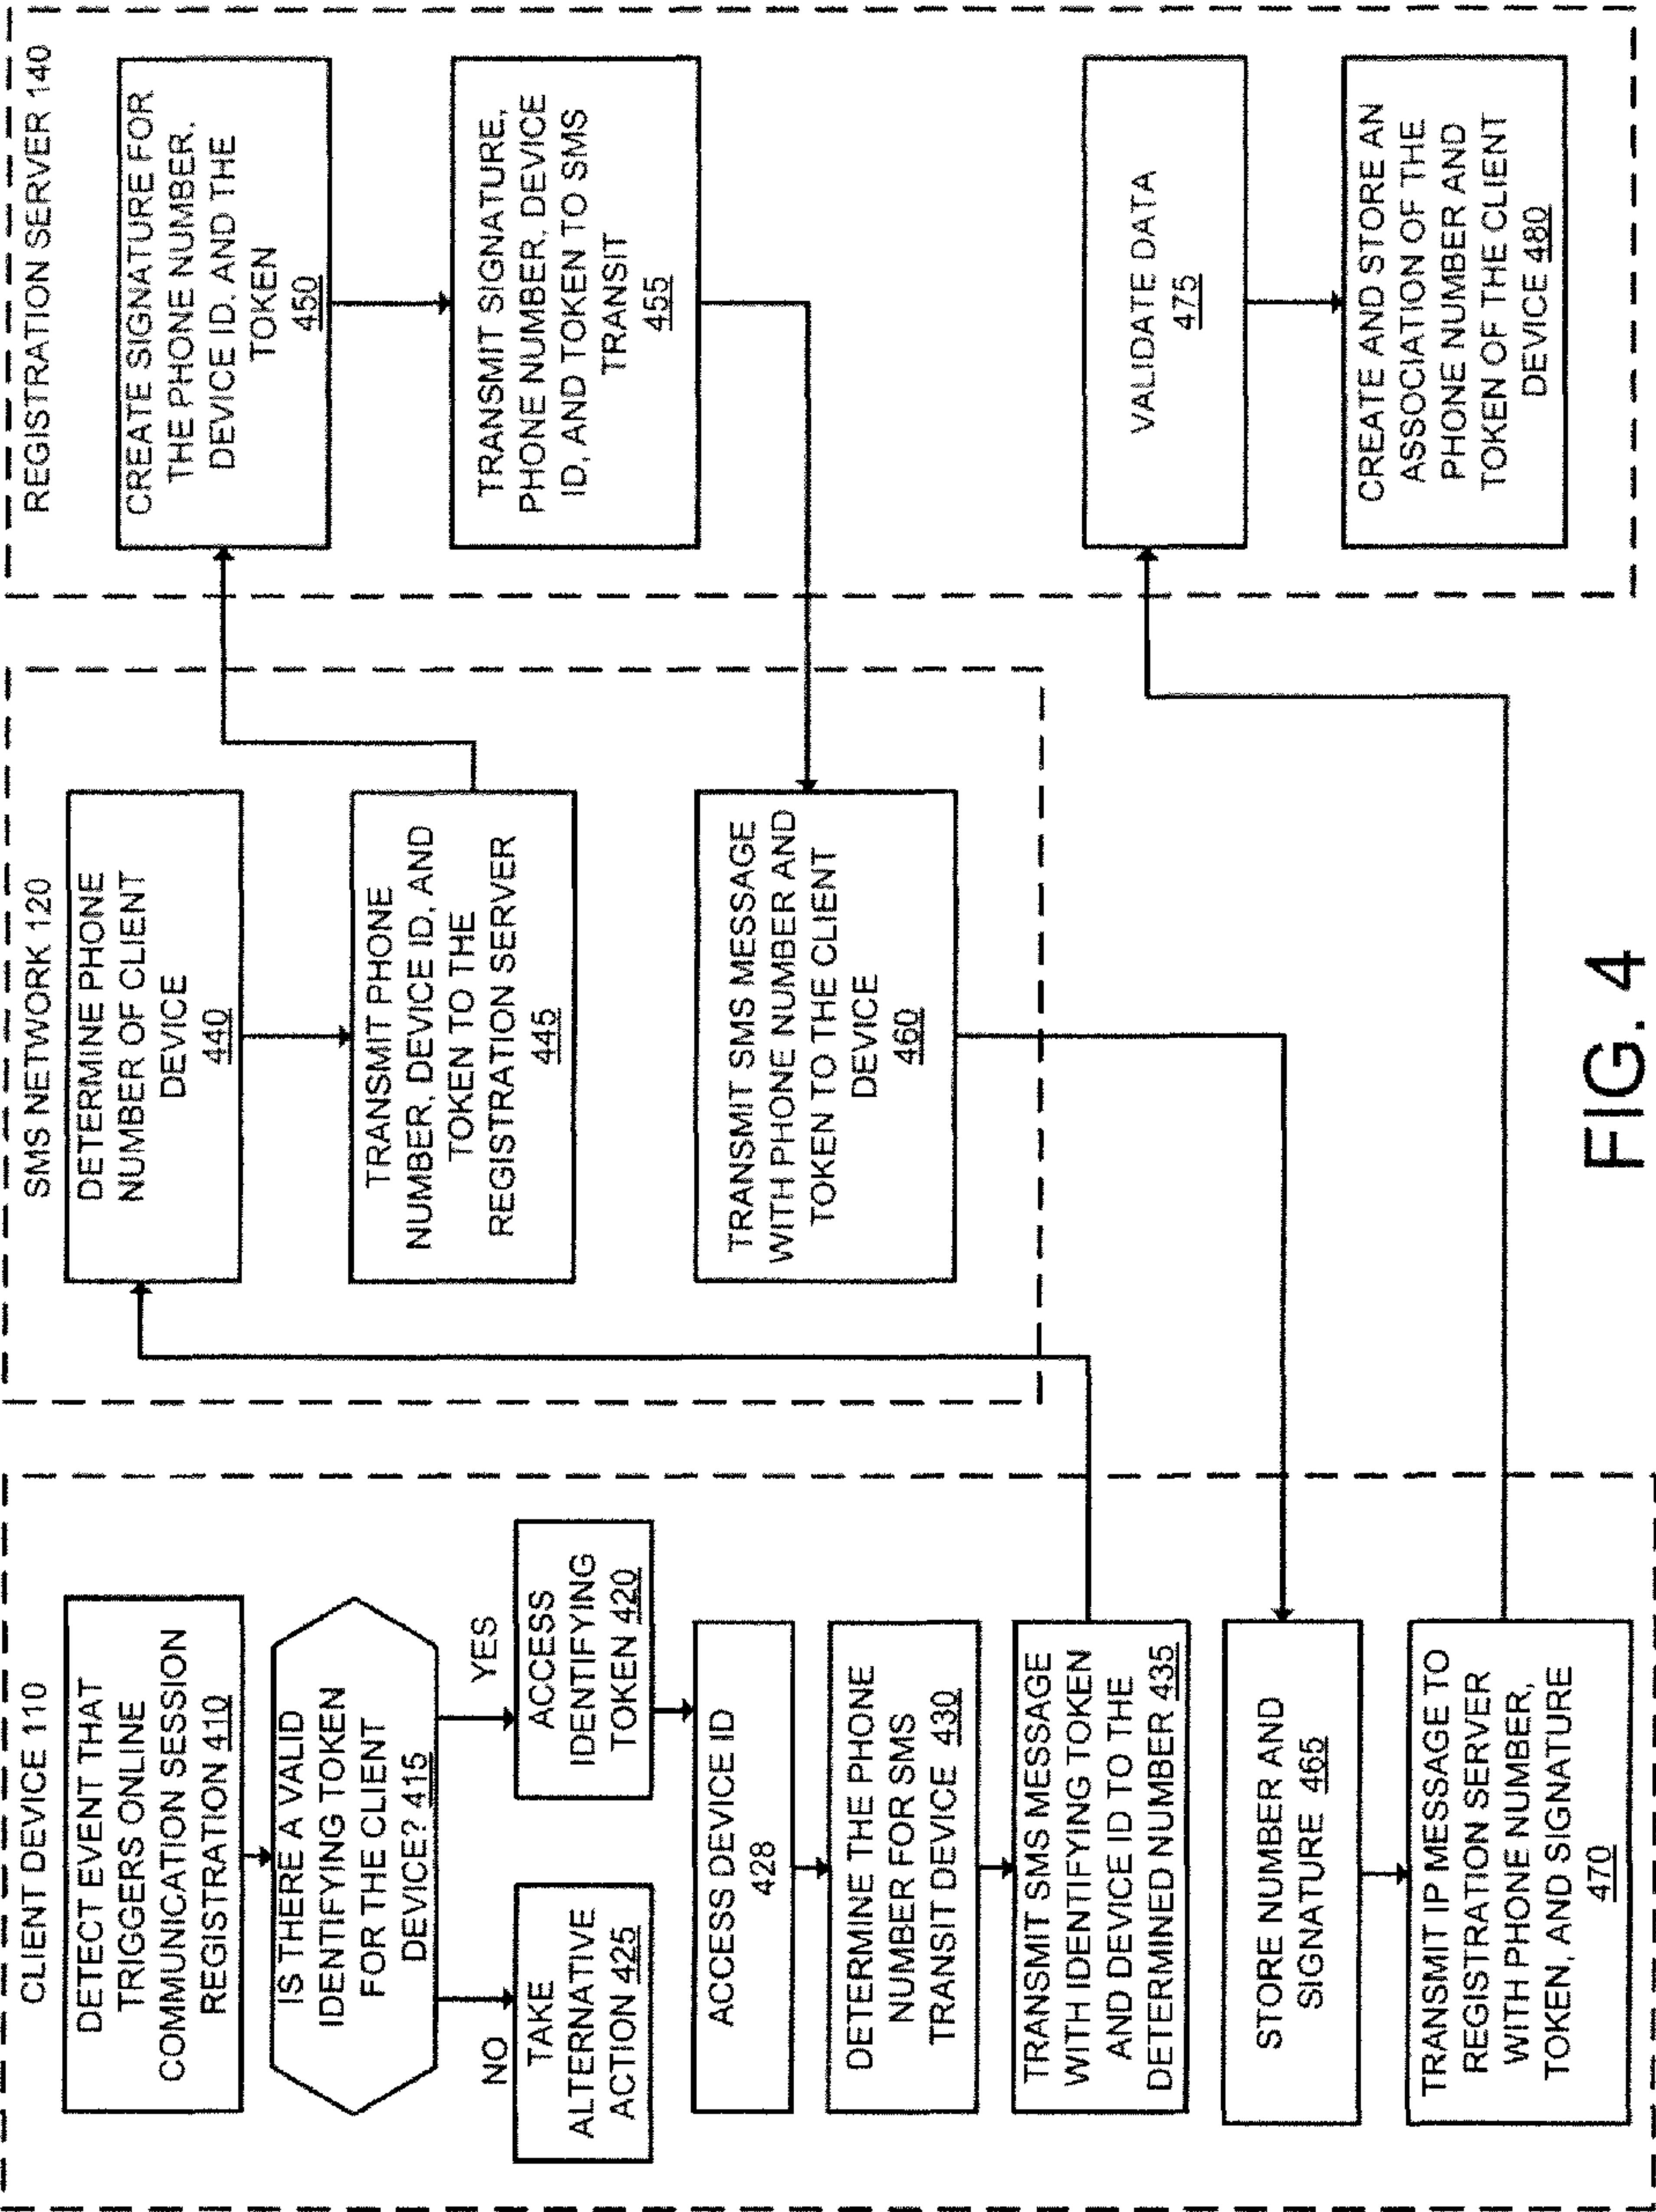 CLIENT DEVICE 110
DETECT EVENT THAT
TRIGGERS ONLINE
COMMUNICATION SESSION
REGISTRATION 410
IS THERE A VALID
IDENTIFYING TOKEN
FOR THE CLIENT
DEVICE? 415
NO
YES
TAKE
ALTERNATIVE
ACTION 425
ACCESS
IDENTIFYING
TOKEN 420
ACCESS DEVICE ID
428
DETERMINE THE PHONE
NUMBER FOR SMS
TRANSIT DEVICE 430
TRANSMIT SMS MESSAGE
WITH IDENTIFYING TOKEN
AND DEVICE ID TO THE
DETERMINED NUMBER 435
STORE NUMBER AND
SIGNATURE 465
TRANSMIT IP MESSAGE TO
REGISTRATION SERVER
WITH PHONE NUMBER,
TOKEN, AND SIGNATURE
470
SMS NETWORK 120
DETERMINE PHONE
NUMBER OF CLIENT
DEVICE
440
TRANSMIT PHONE
NUMBER, DEVICE ID, AND
TOKEN TO THE
REGISTRATION SERVER
445
TRANSMIT SMS MESSAGE
WITH PHONE NUMBER AND
TOKEN TO THE CLIENT
DEVICE
460
REGISTRATION SERVER 140
CREATE SIGNATURE FOR
THE PHONE NUMBER,
DEVICE ID, AND THE
TOKEN
450
TRANSMIT SIGNATURE,
PHONE NUMBER, DEVICE
ID, AND TOKEN TO SMS
TRANSIT
455
VALIDATE DATA
475
CREATE AND STORE AN
ASSOCIATION OF THE
PHONE NUMBER AND
TOKEN OF THE CLIENT
DEVICE 480
FIG. 4